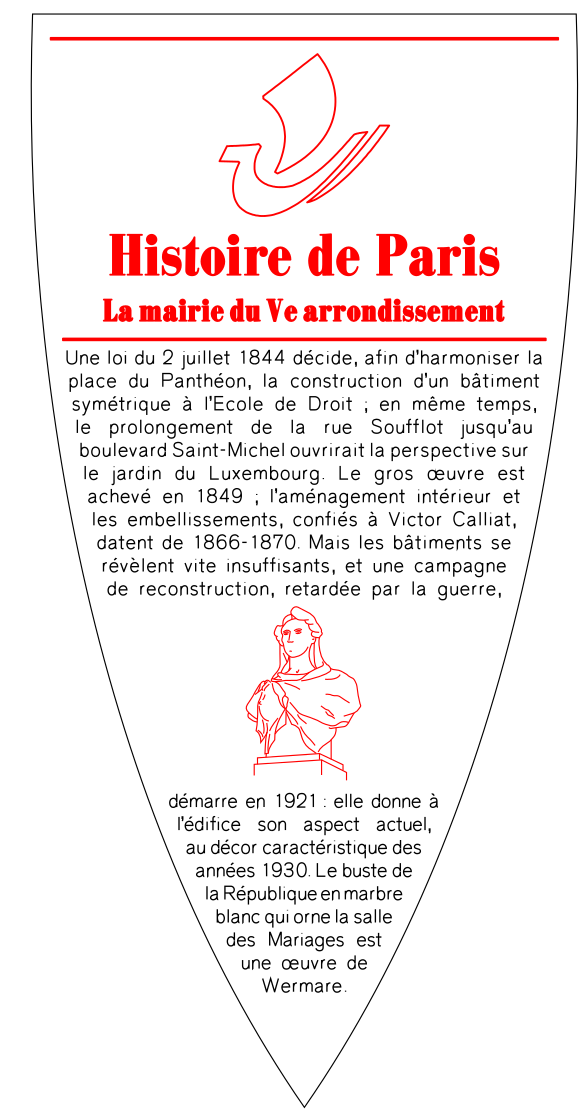 Histoire de Paris
La mairie du Ve arrondissement
Une loi du 2 juillet 1844 décide, afin d'harmoniser la
place du Panthéon, la construction d'un bâtiment
symétrique à l'Ecole de Droit ; en même temps,
le prolongement de la rue Soufflot jusqu'au
boulevard Saint-Michel ouvrirait la perspective sur
le jardin du Luxembourg. Le gros œuvre est
achevé en 1849 ; l'aménagement intérieur et
les embellissements, confiés à Victor Calliat,
datent de 1866-1870. Mais les bâtiments se
révèlent vite insuffisants, et une campagne
de reconstruction, retardée par la guerre,
démarre en 1921 : elle donne à
l'édifice son aspect actuel,
au décor caractéristique des
années 1930. Le buste de
la République en marbre
blanc qui orne la salle
des Mariages est
une œuvre de
Wermare.